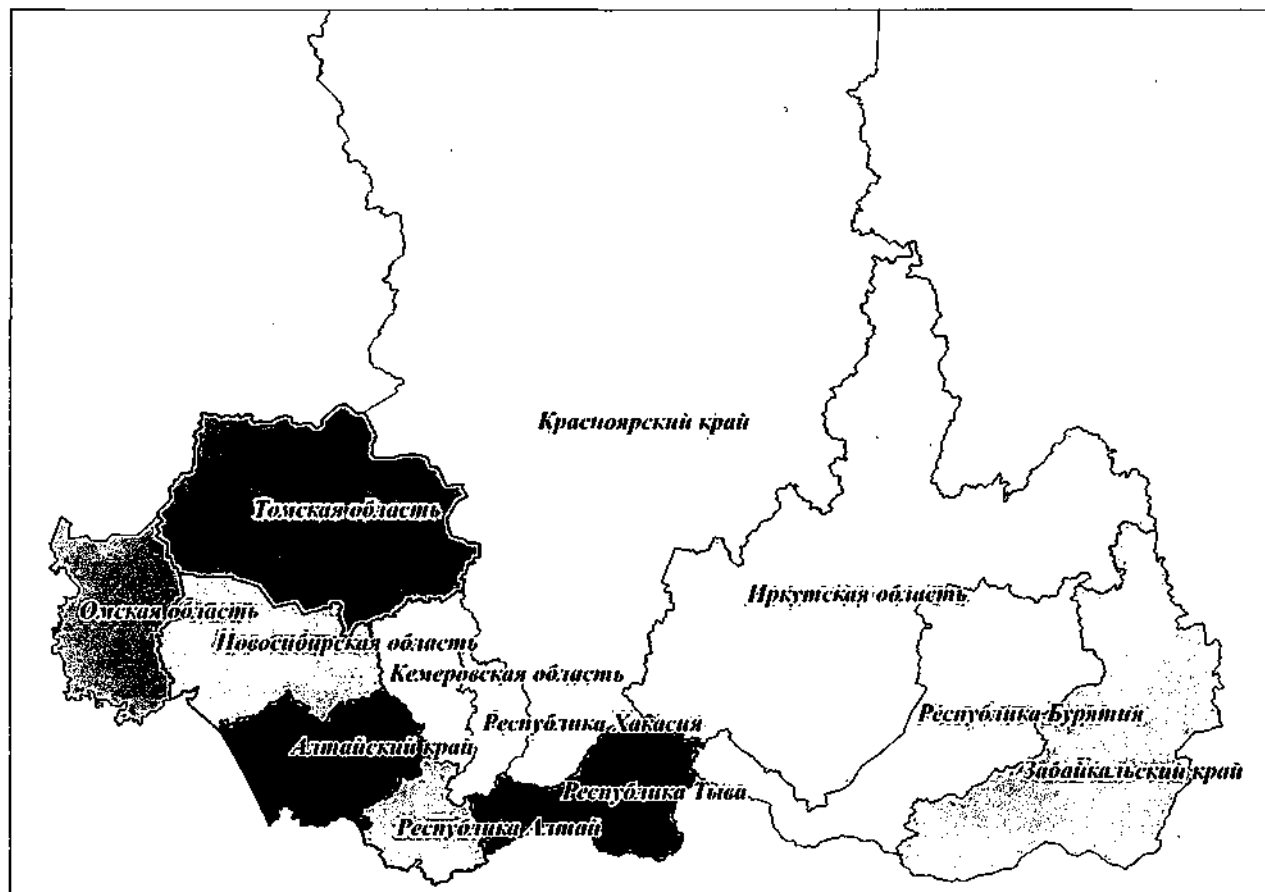 Красноярский край
Томская область
Иркутская область
Омская область
Новосибирская область
Кемеровская область
Республика Хакасия
Республика Бурятия
Алтайский край
Забайкальский край
Республика Тыва
Республика Алтай